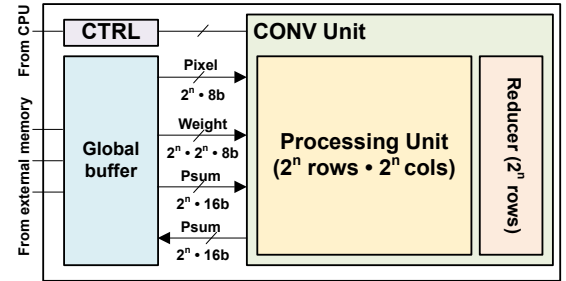 From CPU
CTRL
CONV Unit
From external memory
Global
buffer
Pixel
2ⁿ • 8b
Weight
2ⁿ • 2ⁿ • 8b
Psum
2ⁿ • 16b
Psum
2ⁿ • 16b
Processing Unit
(2ⁿ rows • 2ⁿ cols)
Reducer (2ⁿ rows)